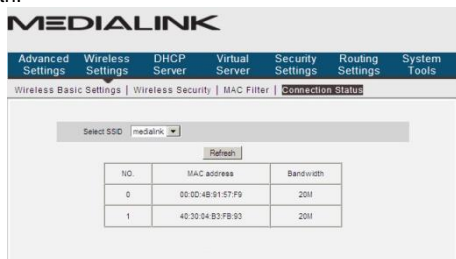 MEDIALINK
Advanced Settings Wireless Settings DHCP Server Virtual Server Security Settings Routing Settings System Tools
Wireless Basic Settings | Wireless Security | MAC Filter | Connection Status
Select SSID medialink
Refresh
NO. MAC address Bandwidth
0 00:0D:4B:91:57:F9 20M
1 40:30:04:B3:FB:93 20M